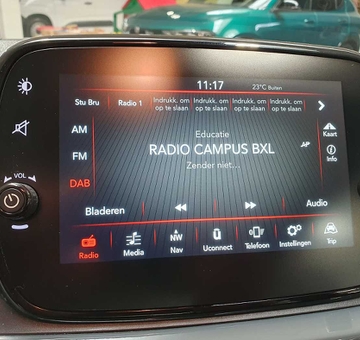 11:17
23°C Buiten
Stu Bru
Radio 1
Indrukk. om op te slaan
Indrukk. om op te slaan
Indrukk. om op te slaan
Indrukk. om op te slaan
AM
FM
DAB
Educatie
RADIO CAMPUS BXL
Zender niet...
AP
Kaart
i
Info
VOL
Bladeren
Audio
Radio
Media
NW
Nav
Uconnect
Telefoon
Instellingen
Trip